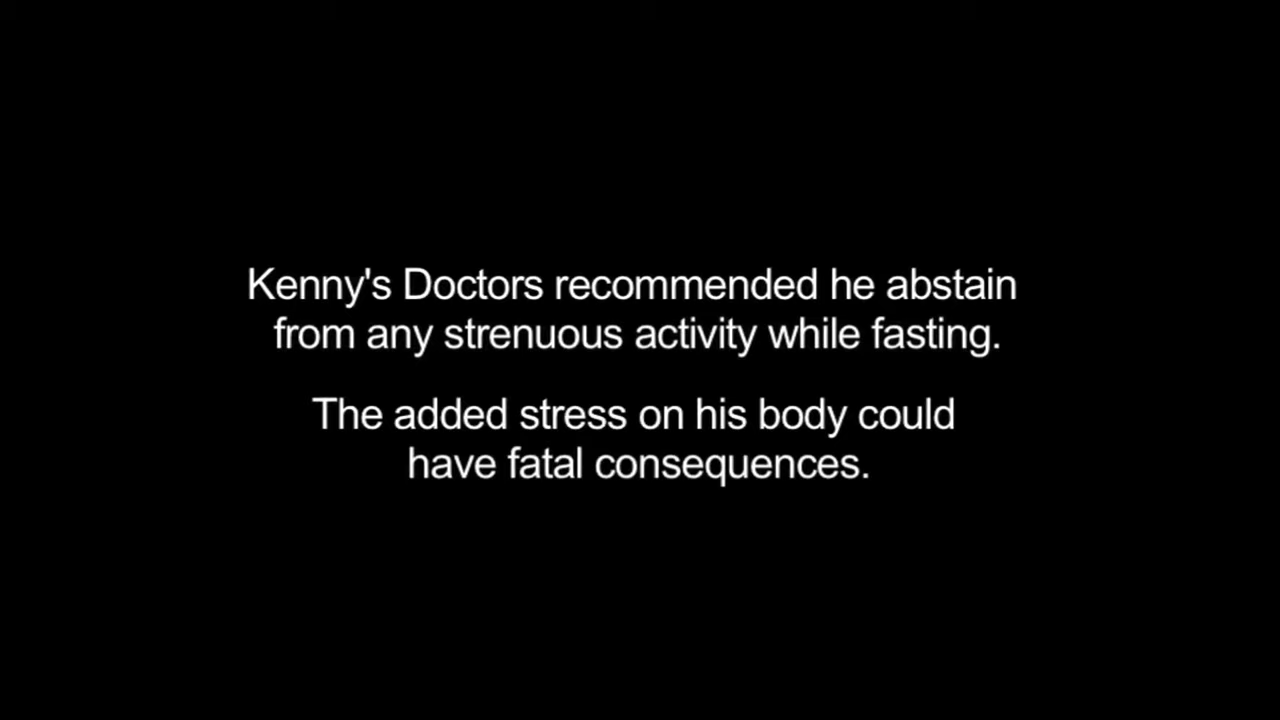 Kenny's Doctors recommended he abstain
from any strenuous activity while fasting.
The added stress on his body could
have fatal consequences.